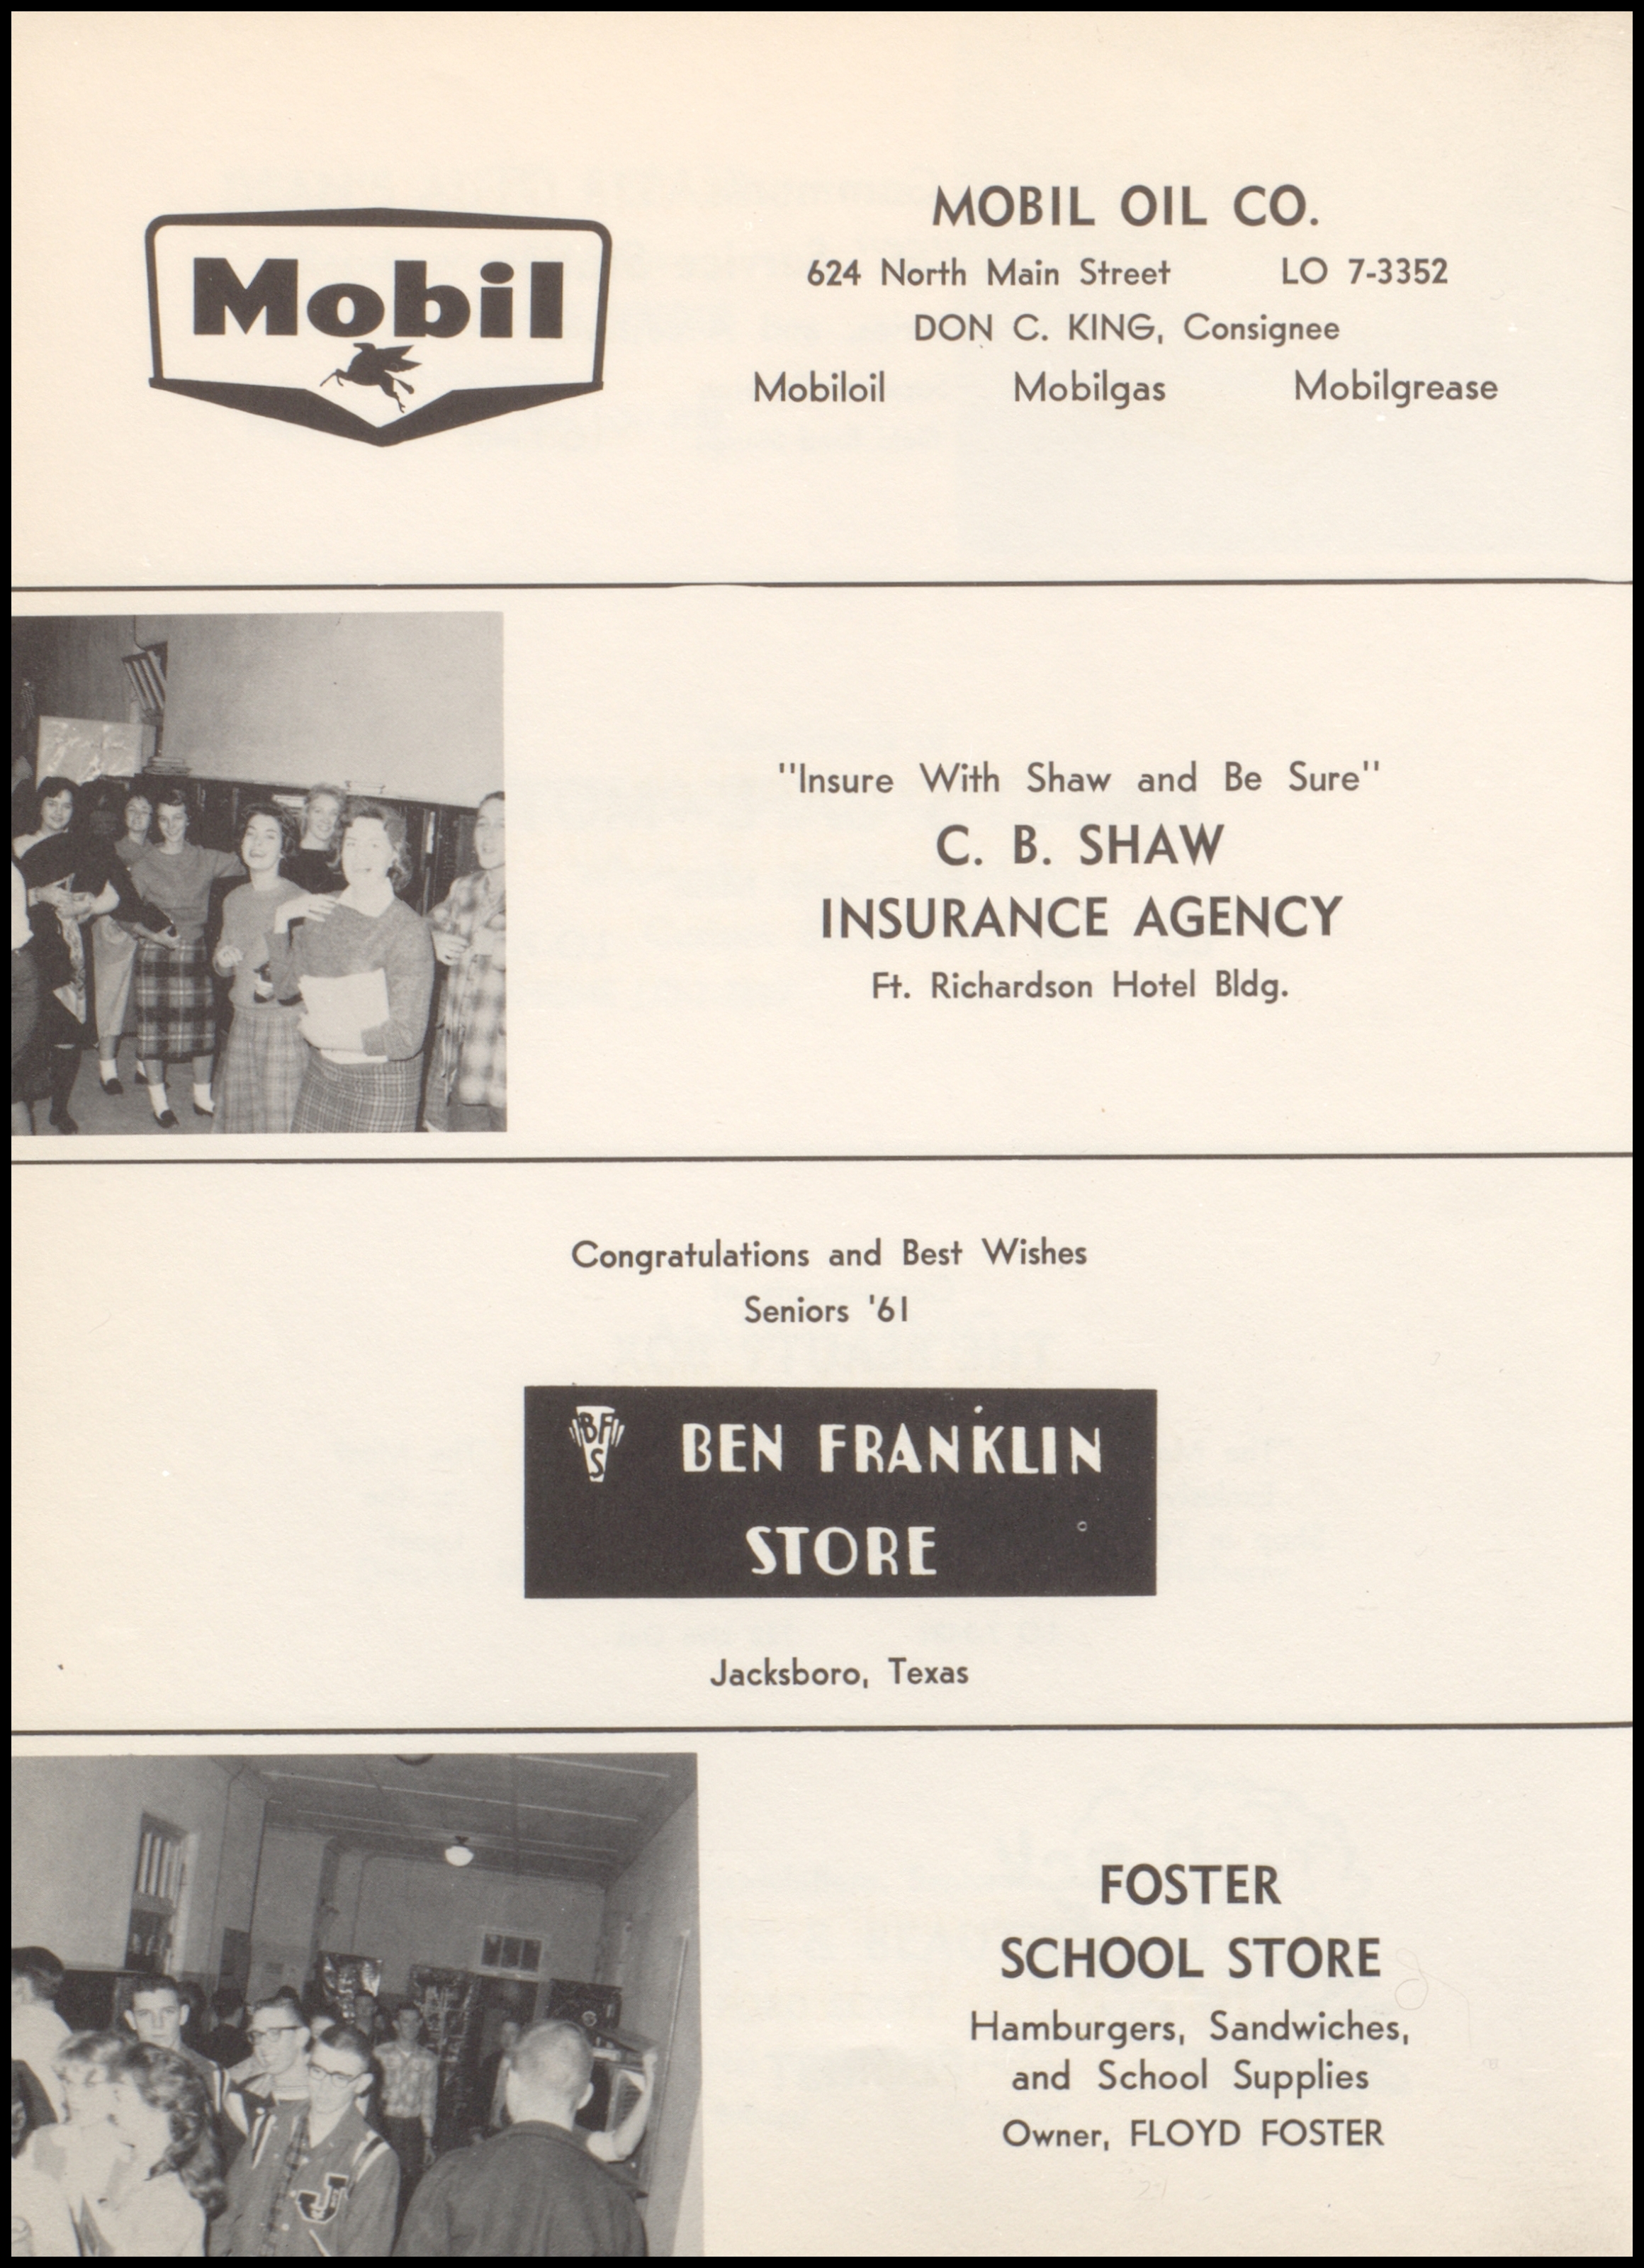 Mobil
MOBIL OIL CO.
624 North Main Street LO 7-3352
DON C. KING, Consignee
Mobiloil Mobilgas Mobilgrease
"Insure With Shaw and Be Sure"
C. B. SHAW
INSURANCE AGENCY
Ft. Richardson Hotel Bldg.
Congratulations and Best Wishes
Seniors '61
BFS
BEN FRANKLIN
STORE
Jacksboro, Texas
FOSTER
SCHOOL STORE
Hamburgers, Sandwiches,
and School Supplies
Owner, FLOYD FOSTER
J